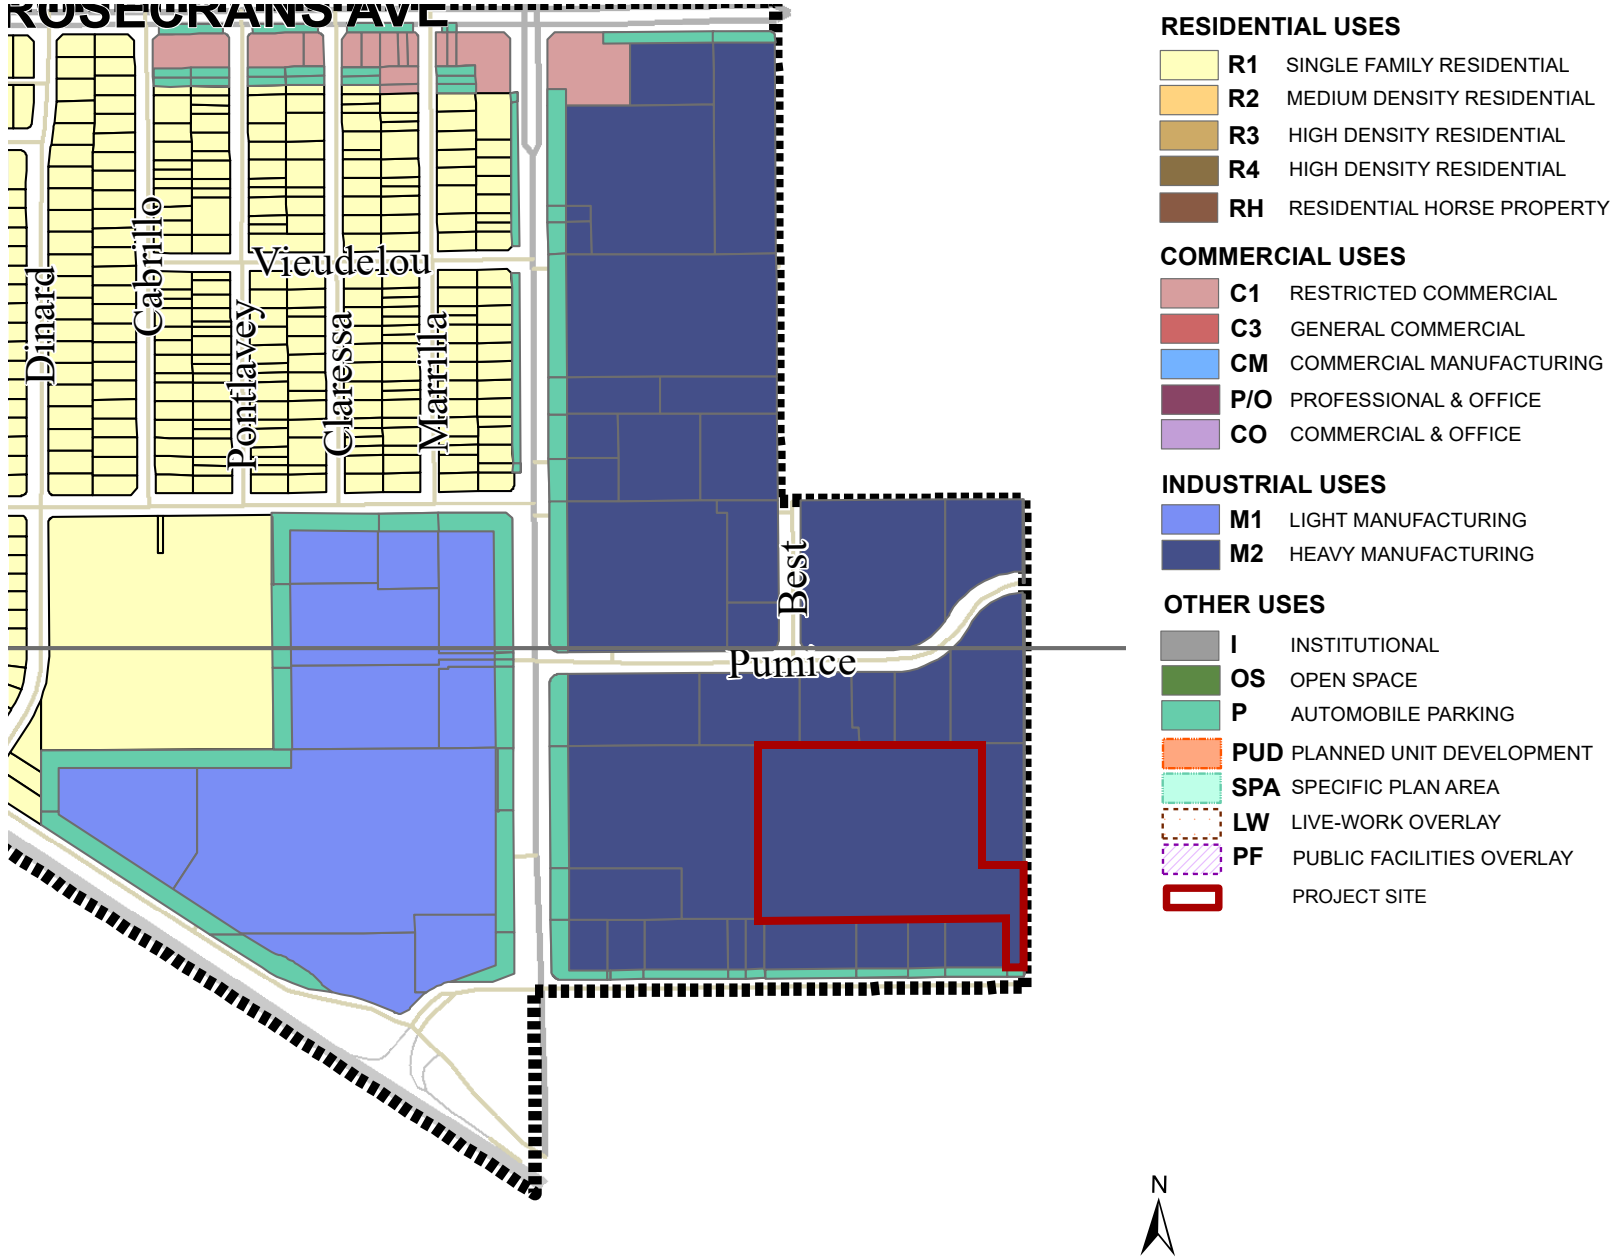 ROSECRANS AVE
Vieudelou
Dinard
Cabrillo
Pontlavey
Claressa
Marrilla
Best
Pumice
RESIDENTIAL USES
R1 SINGLE FAMILY RESIDENTIAL
R2 MEDIUM DENSITY RESIDENTIAL
R3 HIGH DENSITY RESIDENTIAL
R4 HIGH DENSITY RESIDENTIAL
RH RESIDENTIAL HORSE PROPERTY
COMMERCIAL USES
C1 RESTRICTED COMMERCIAL
C3 GENERAL COMMERCIAL
CM COMMERCIAL MANUFACTURING
P/O PROFESSIONAL & OFFICE
CO COMMERCIAL & OFFICE
INDUSTRIAL USES
M1 LIGHT MANUFACTURING
M2 HEAVY MANUFACTURING
OTHER USES
I INSTITUTIONAL
OS OPEN SPACE
P AUTOMOBILE PARKING
PUD PLANNED UNIT DEVELOPMENT
SPA SPECIFIC PLAN AREA
LW LIVE-WORK OVERLAY
PF PUBLIC FACILITIES OVERLAY
PROJECT SITE
N